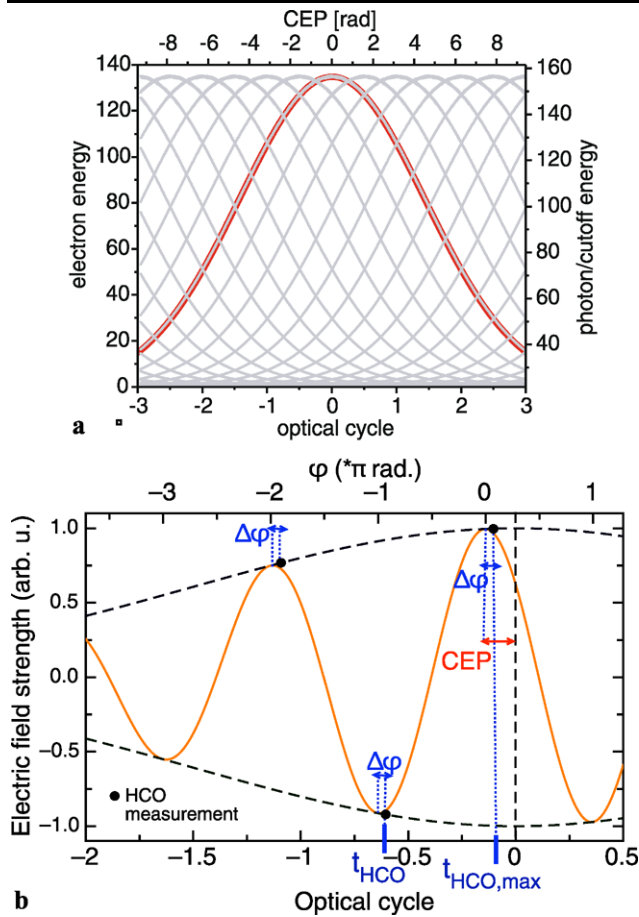 CEP [rad]
-8 -6 -4 -2 0 2 4 6 8
140
120
100
80
60
40
20
0
electron energy
160
140
120
100
80
60
40
photon/cutoff energy
-3 -2 -1 0 1 2 3
optical cycle
a
φ (*π rad.)
−3 −2 −1 0 1
1.0
0.5
0.0
−0.5
−1.0
Electric field strength (arb. u.)
Δφ
Δφ
CEP
Δφ
HCO
measurement
tHCO
tHCO,max
−2 −1.5 −1 −0.5 0 0.5
Optical cycle
b